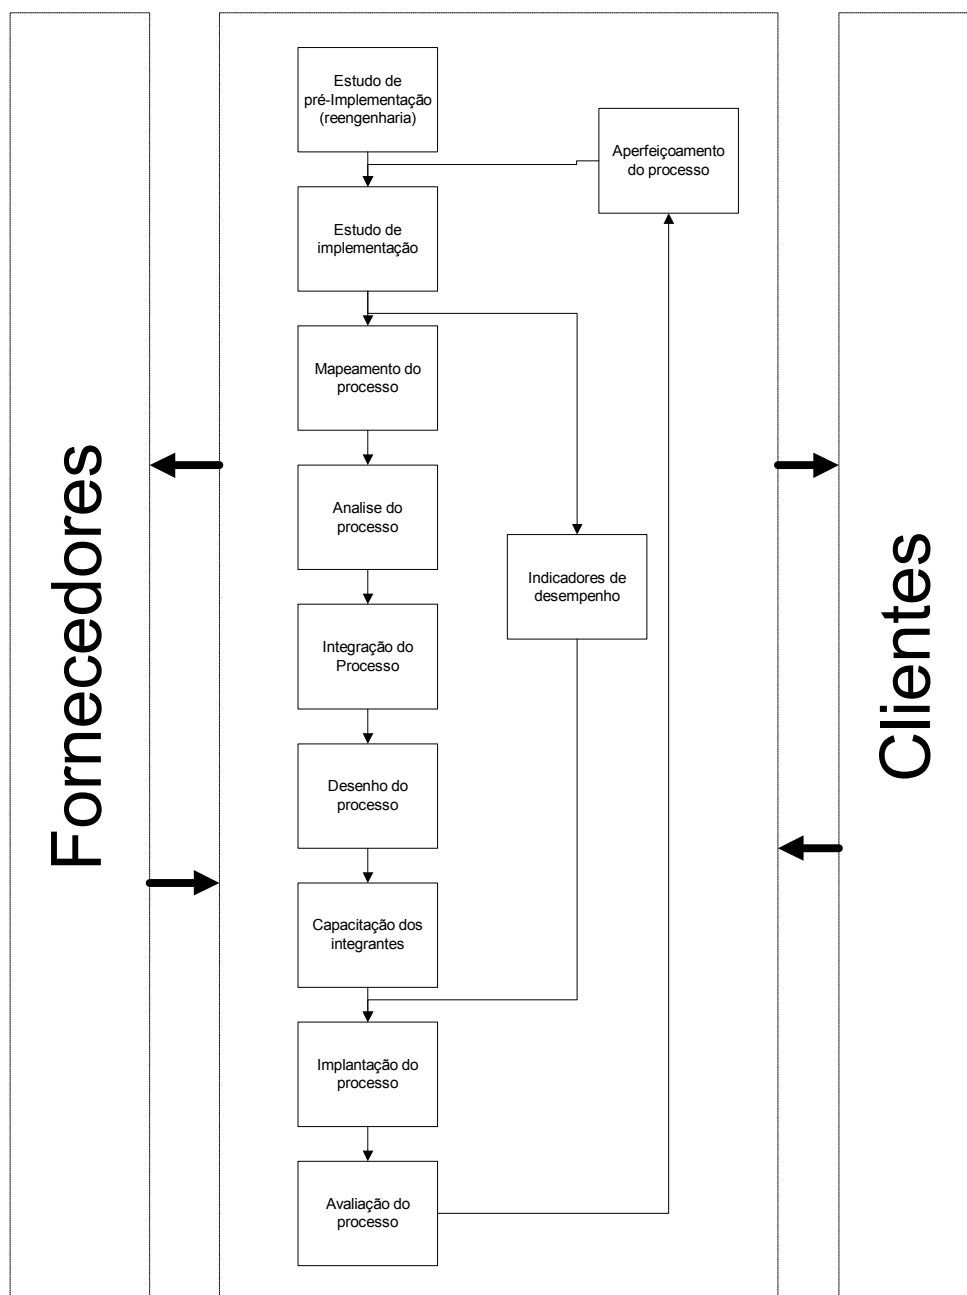 Estudo de
pré-Implementação
(reengenharia)
Aperfeiçoamento
do processo
Estudo de
implementação
Mapeamento do
processo
Analise do
processo
Indicadores de
desempenho
Integração do
Processo
Desenho do
processo
Capacitação dos
integrantes
Implantação do
processo
Avaliação do
processo
Fornecedores
Clientes